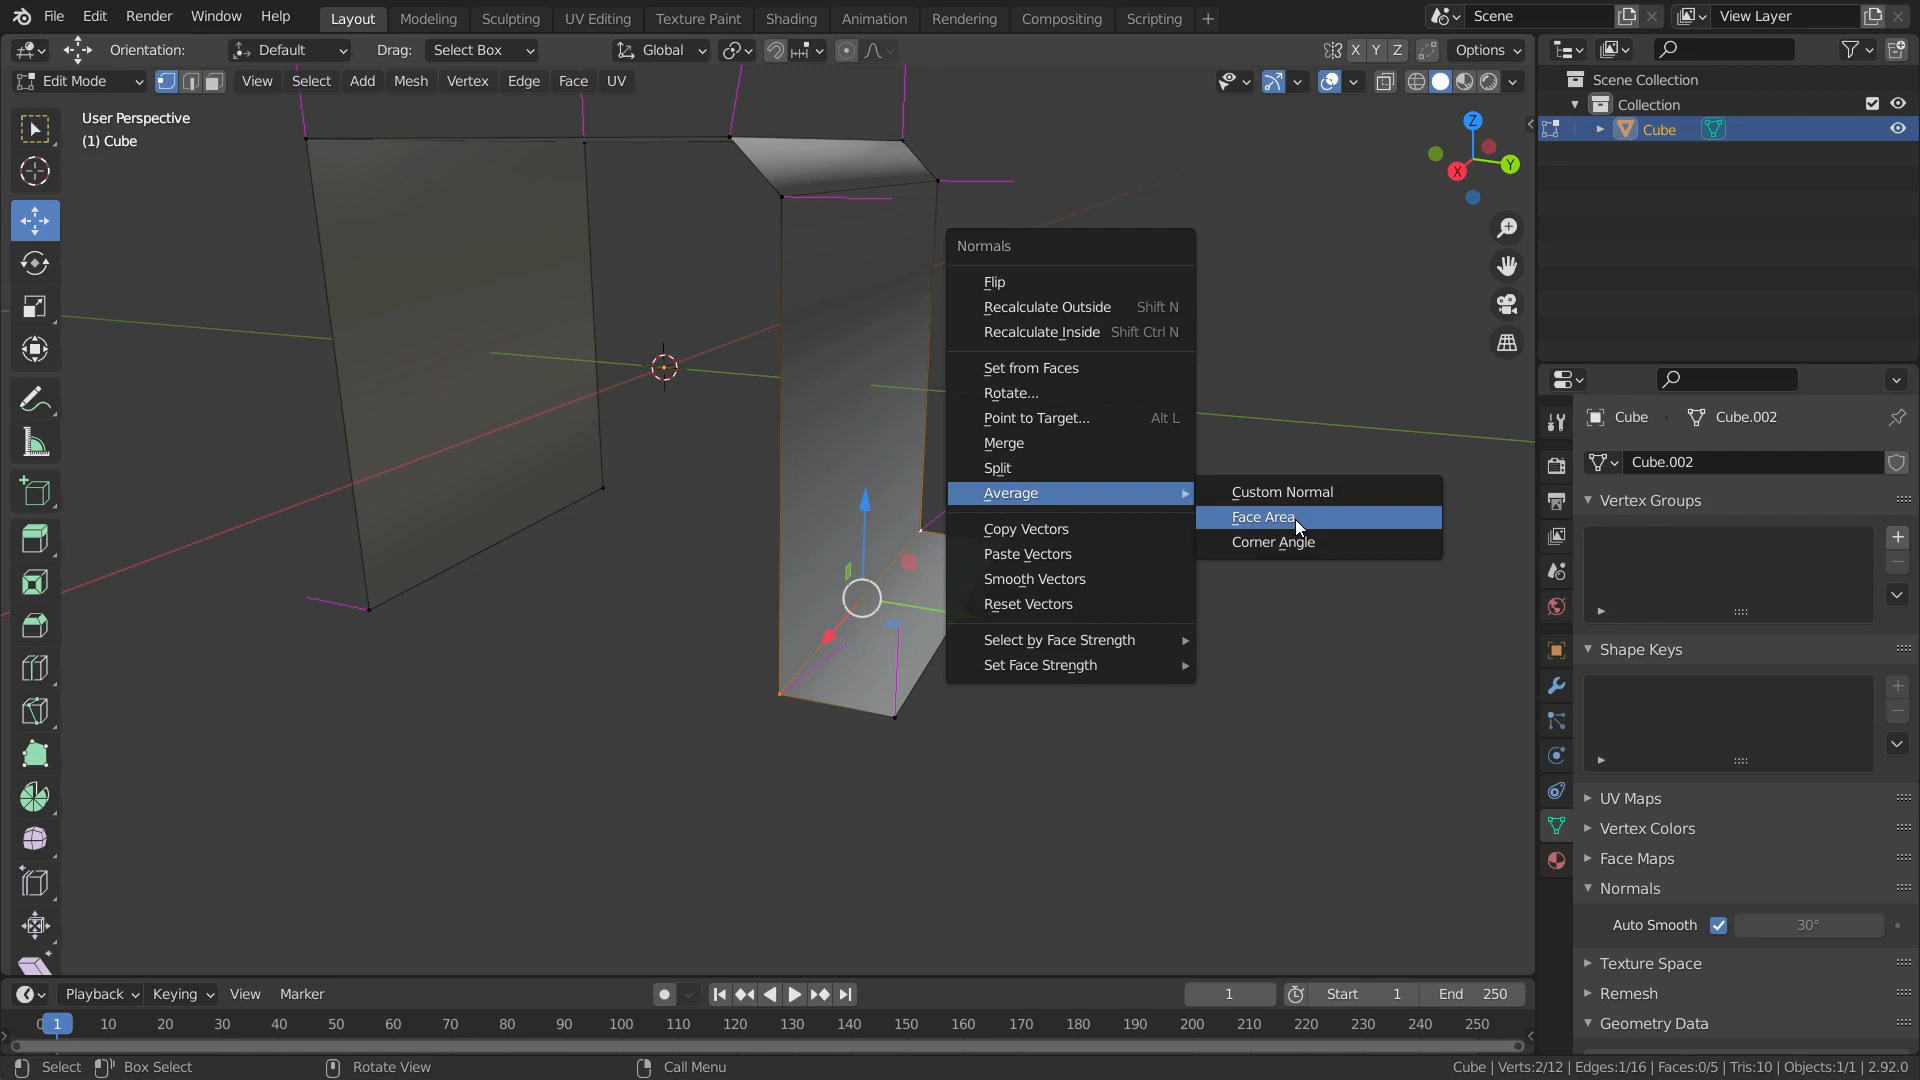 File Edit Render Window Help Layout Modeling Sculpting UV Editing Texture Paint Shading Animation Rendering Compositing Scripting + Scene View Layer
Orientation: Default Drag: Select Box Global X Y Z Options
Edit Mode View Select Add Mesh Vertex Edge Face UV
User Perspective
(1) Cube
Z
Y
X
Scene Collection
Collection
Cube
Normals
Flip
Recalculate Outside Shift N
Recalculate Inside Shift Ctrl N
Set from Faces
Rotate...
Point to Target... Alt L
Merge
Split
Average
Copy Vectors
Paste Vectors
Smooth Vectors
Reset Vectors
Select by Face Strength
Set Face Strength
Custom Normal
Face Area
Corner Angle
Cube Cube.002
Cube.002
Vertex Groups
Shape Keys
UV Maps
Vertex Colors
Face Maps
Normals
Auto Smooth 30°
Texture Space
Remesh
Geometry Data
Playback Keying View Marker 1 Start 1 End 250
0 1 10 20 30 40 50 60 70 80 90 100 110 120 130 140 150 160 170 180 190 200 210 220 230 240 250
Select Box Select Rotate View Call Menu Cube | Verts:2/12 | Edges:1/16 | Faces:0/5 | Tris:10 | Objects:1/1 | 2.92.0